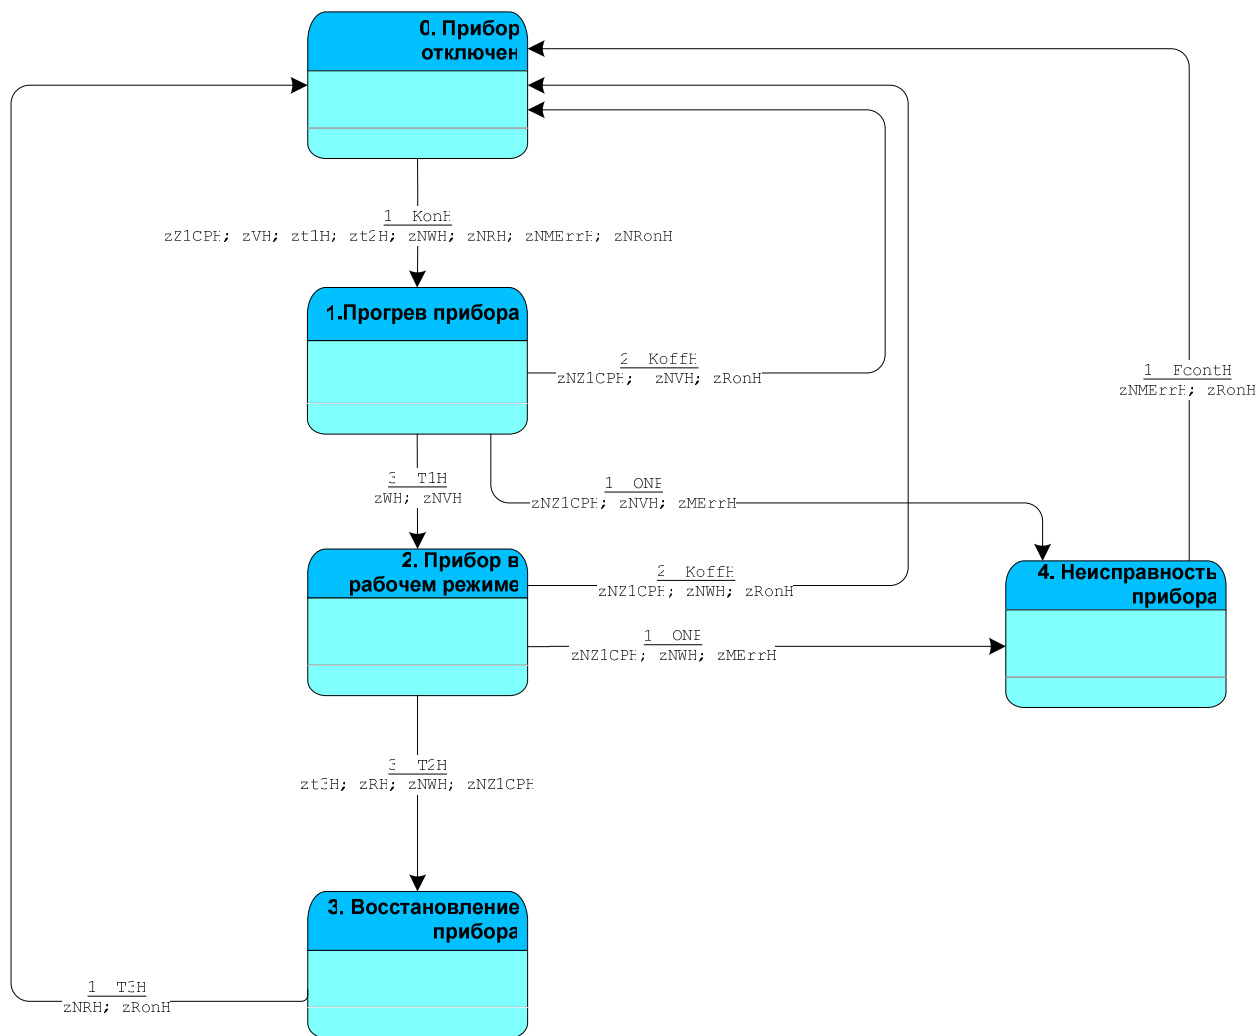 0. Прибор
отключен
1 KonH
zZ1CPH; zVH; zt1H; zt2H; zNWH; zNRH; zNMErrH; zNRonH
1.Прогрев прибора
2 KoffH
zNZ1CPH; zNVH; zRonH
1 FcontH
zNMErrH; zRonH
3 T1H
zWH; zNVH
1 ONE
zNZ1CPH; zNVH; zMErrH
2. Прибор в
рабочем режиме
2 KoffH
zNZ1CPH; zNWH; zRonH
4. Неисправность
прибора
1 ONE
zNZ1CPH; zNWH; zMErrH
3 T2H
zt3H; zRH; zNWH; zNZ1CPH
3. Восстановление
прибора
1 T3H
zNRH; zRonH